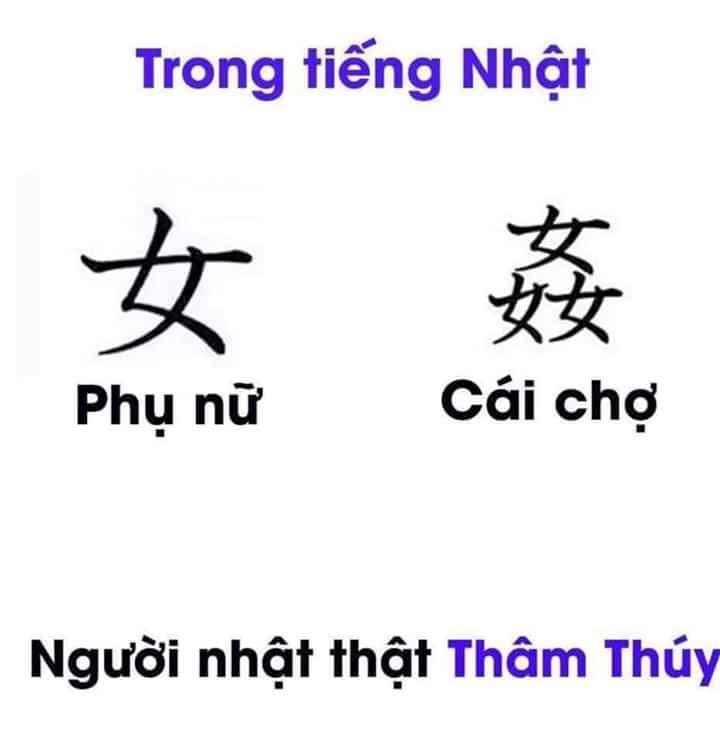 Trong tiếng Nhật
女 姦
Phụ nữ Cái chợ
Người nhật thật Thâm Thúy